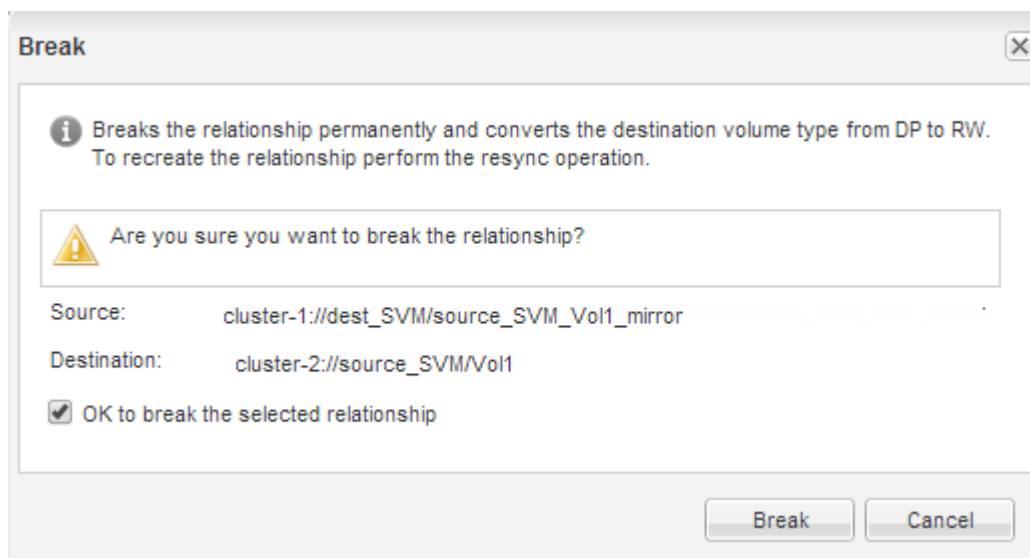 Break
Breaks the relationship permanently and converts the destination volume type from DP to RW.
To recreate the relationship perform the resync operation.
Are you sure you want to break the relationship?
Source: cluster-1://dest_SVM/source_SVM_Vol1_mirror
Destination: cluster-2://source_SVM/Vol1
OK to break the selected relationship
Break Cancel